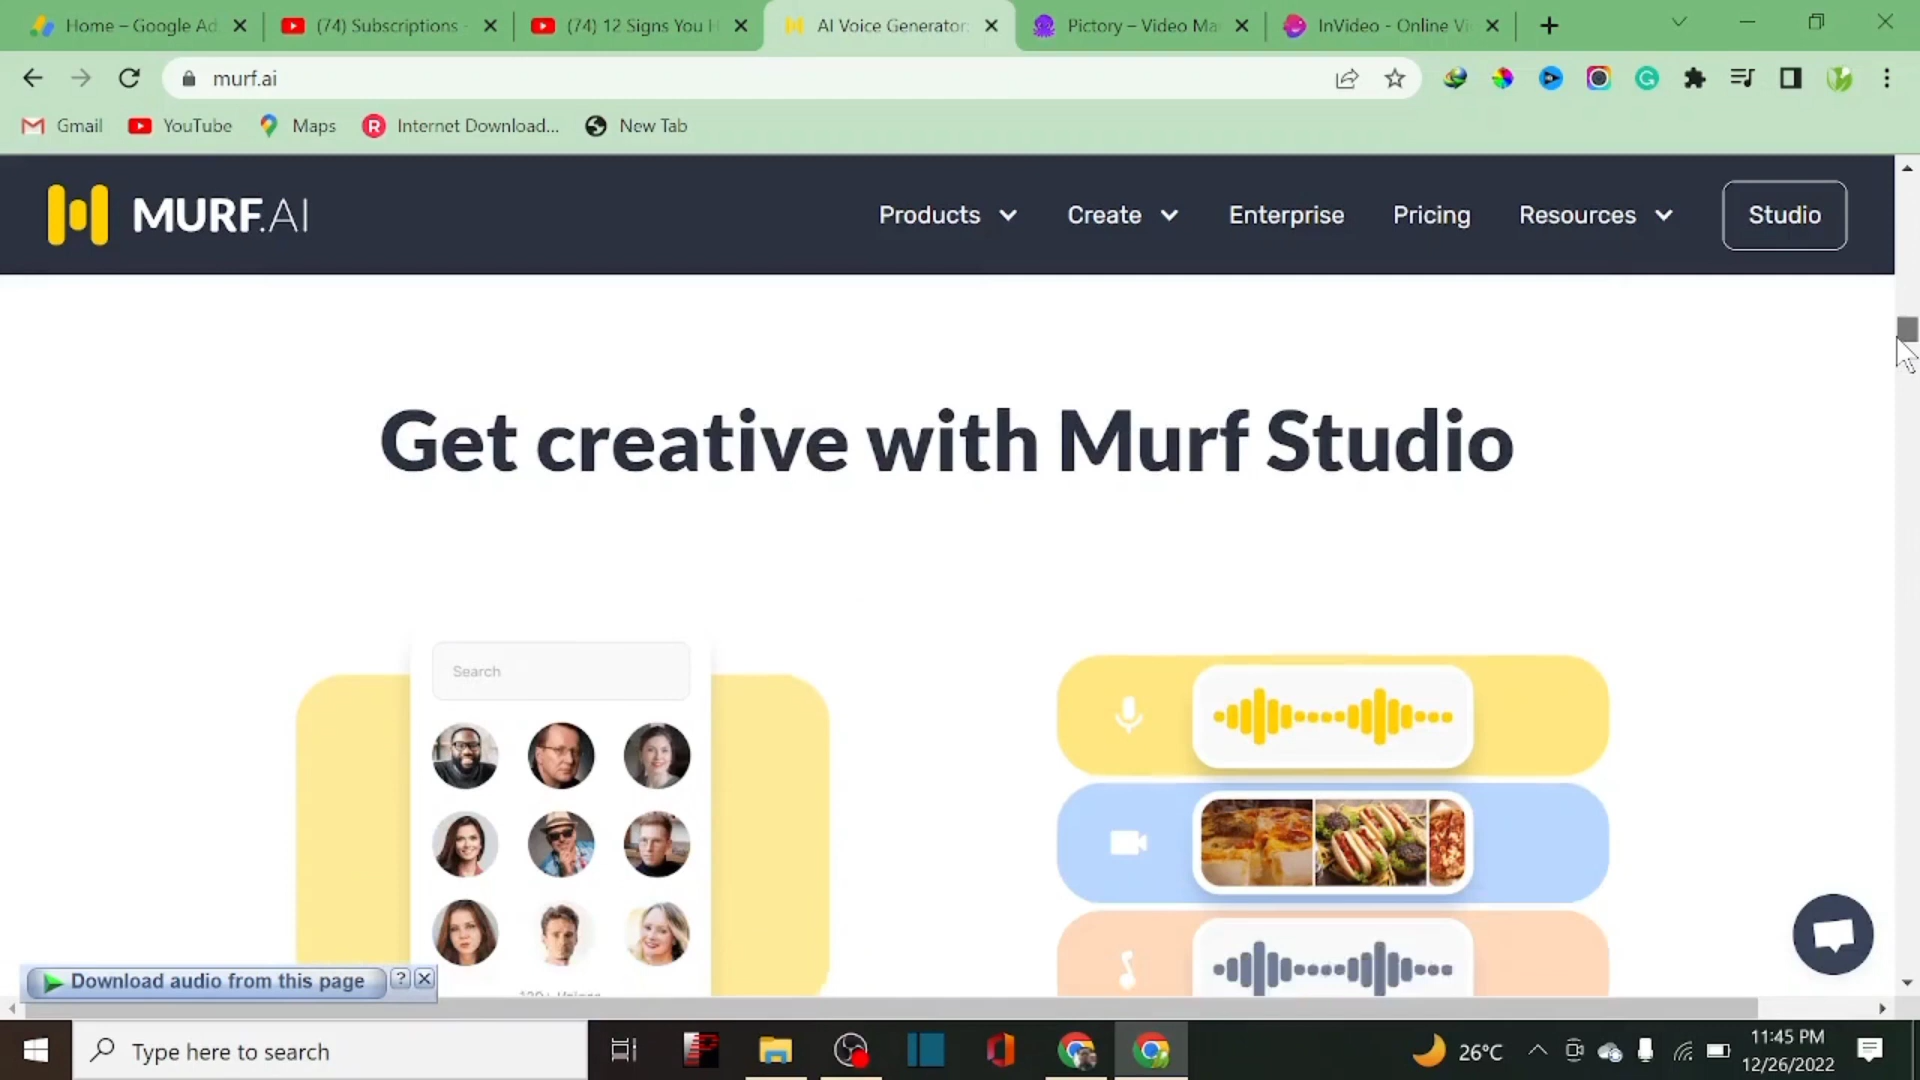 Home – Google Ad
(74) Subscriptions -
(74) 12 Signs You H
AI Voice Generator:
Pictory – Video Ma
InVideo - Online Vi
murf.ai
Gmail
YouTube
Maps
Internet Download...
New Tab
MURF.AI
Products
Create
Enterprise
Pricing
Resources
Studio
Get creative with Murf Studio
Search
Download audio from this page
?
Type here to search
26°C
11:45 PM
12/26/2022